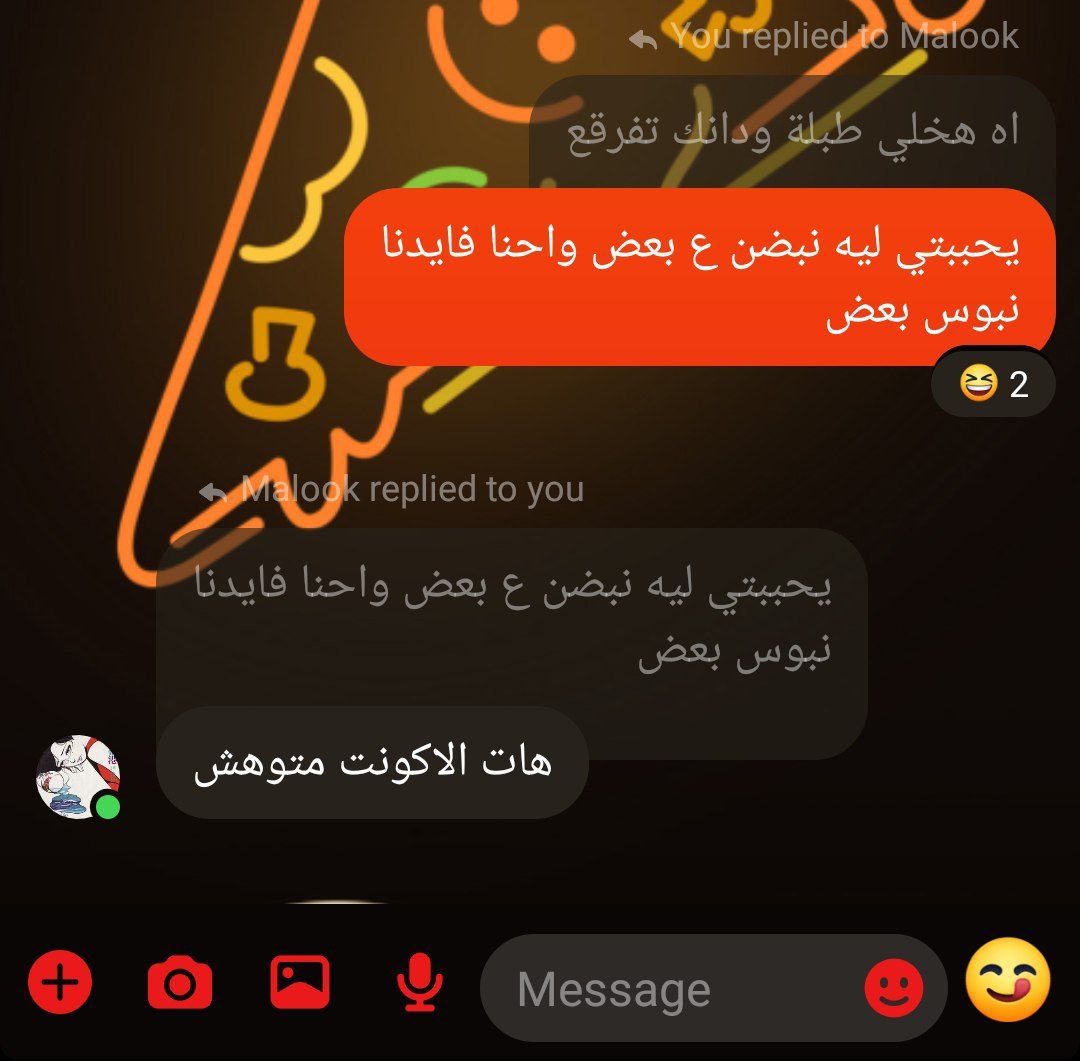 You replied to Malook
اه هخلي طبلة ودانك تفرقع
يحببتي ليه نبضن ع بعض واحنا فايدنا
نبوس بعض
2
Malook replied to you
يحببتي ليه نبضن ع بعض واحنا فايدنا
نبوس بعض
هات الاكونت متوهش
Message